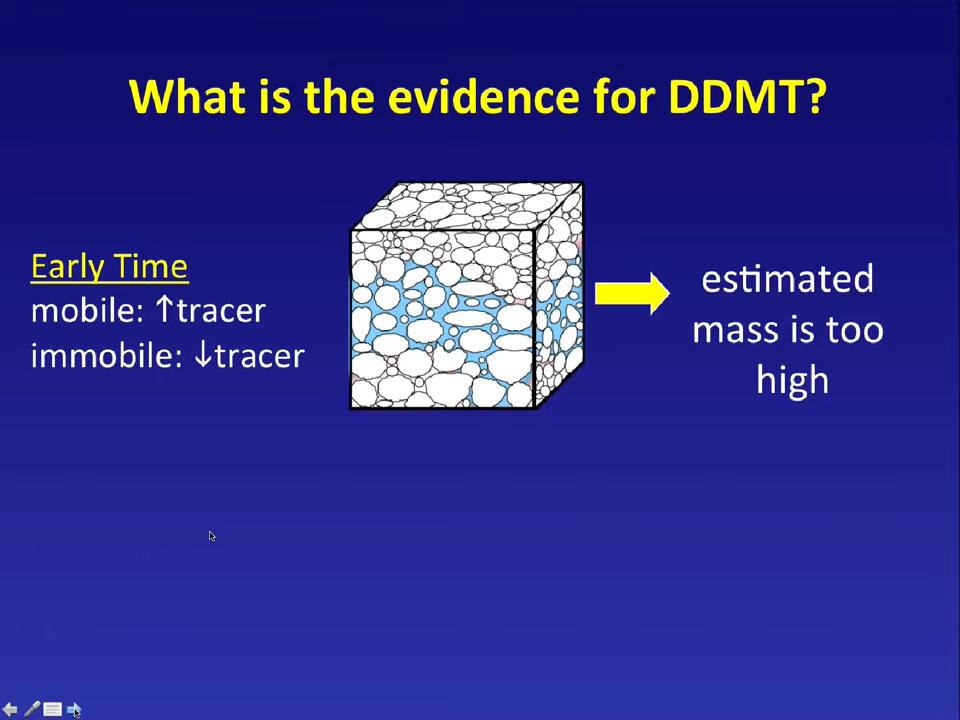 What is the evidence for DDMT?
Early Time
mobile: ↑tracer
immobile: ↓tracer
estimated
mass is too
high